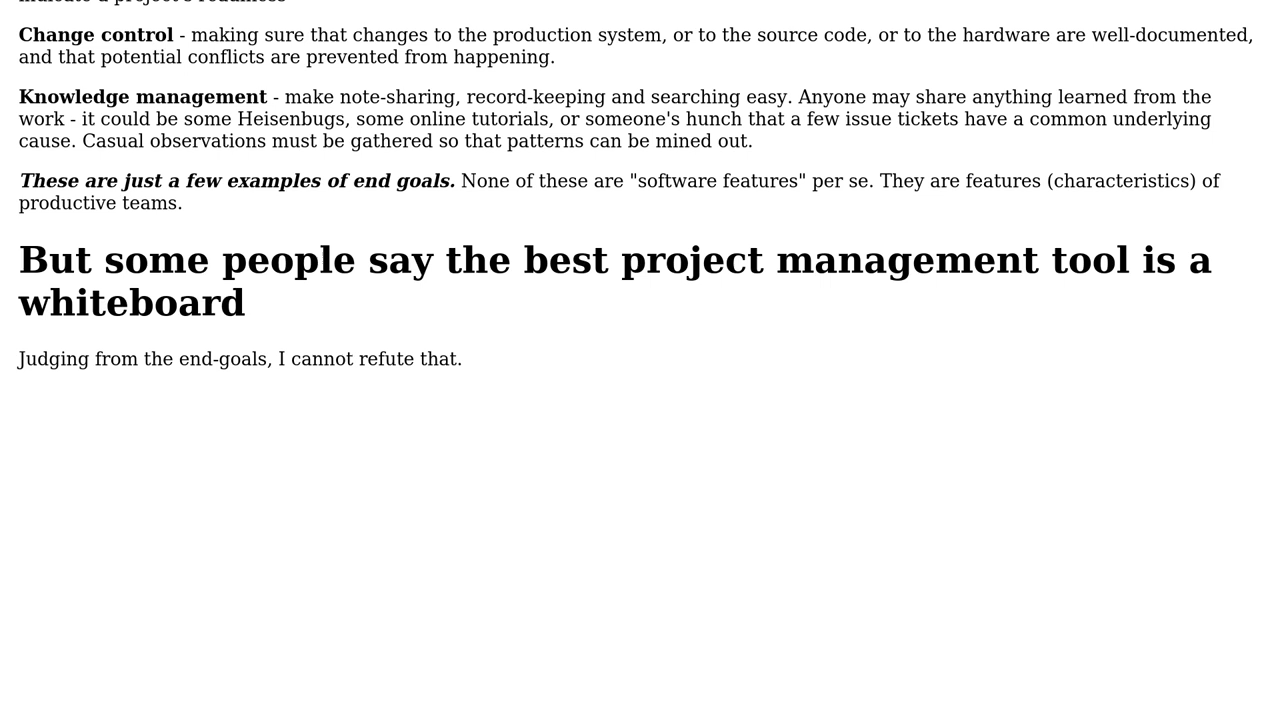 Change control - making sure that changes to the production system, or to the source code, or to the hardware are well-documented,
and that potential conflicts are prevented from happening.
Knowledge management - make note-sharing, record-keeping and searching easy. Anyone may share anything learned from the
work - it could be some Heisenbugs, some online tutorials, or someone's hunch that a few issue tickets have a common underlying
cause. Casual observations must be gathered so that patterns can be mined out.
These are just a few examples of end goals. None of these are "software features" per se. They are features (characteristics) of
productive teams.
But some people say the best project management tool is a
whiteboard
Judging from the end-goals, I cannot refute that.